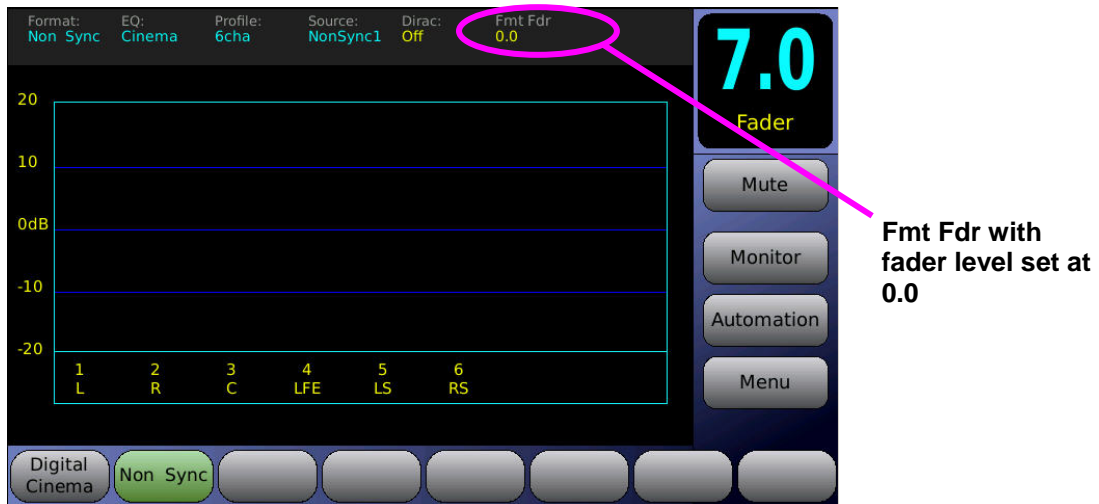 Format: EQ: Profile: Source: Dirac: Fmt Fdr
Non Sync Cinema 6cha NonSync1 Off 0.0
7.0
Fader
20
10
0dB
-10
-20
1 2 3 4 5 6
L R C LFE LS RS
Mute
Monitor
Automation
Menu
Fmt Fdr with
fader level set at
0.0
Digital
Cinema
Non Sync